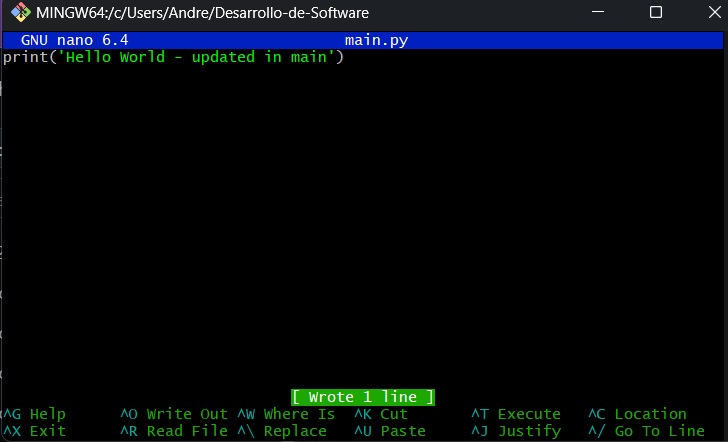 MINGW64:/c/Users/Andre/Desarrollo-de-Software
GNU nano 6.4 main.py
print('Hello World - updated in main')
[ Wrote 1 line ]
^G Help ^O Write Out ^W Where Is ^K Cut ^T Execute ^C Location
^X Exit ^R Read File ^\ Replace ^U Paste ^J Justify ^/ Go To Line